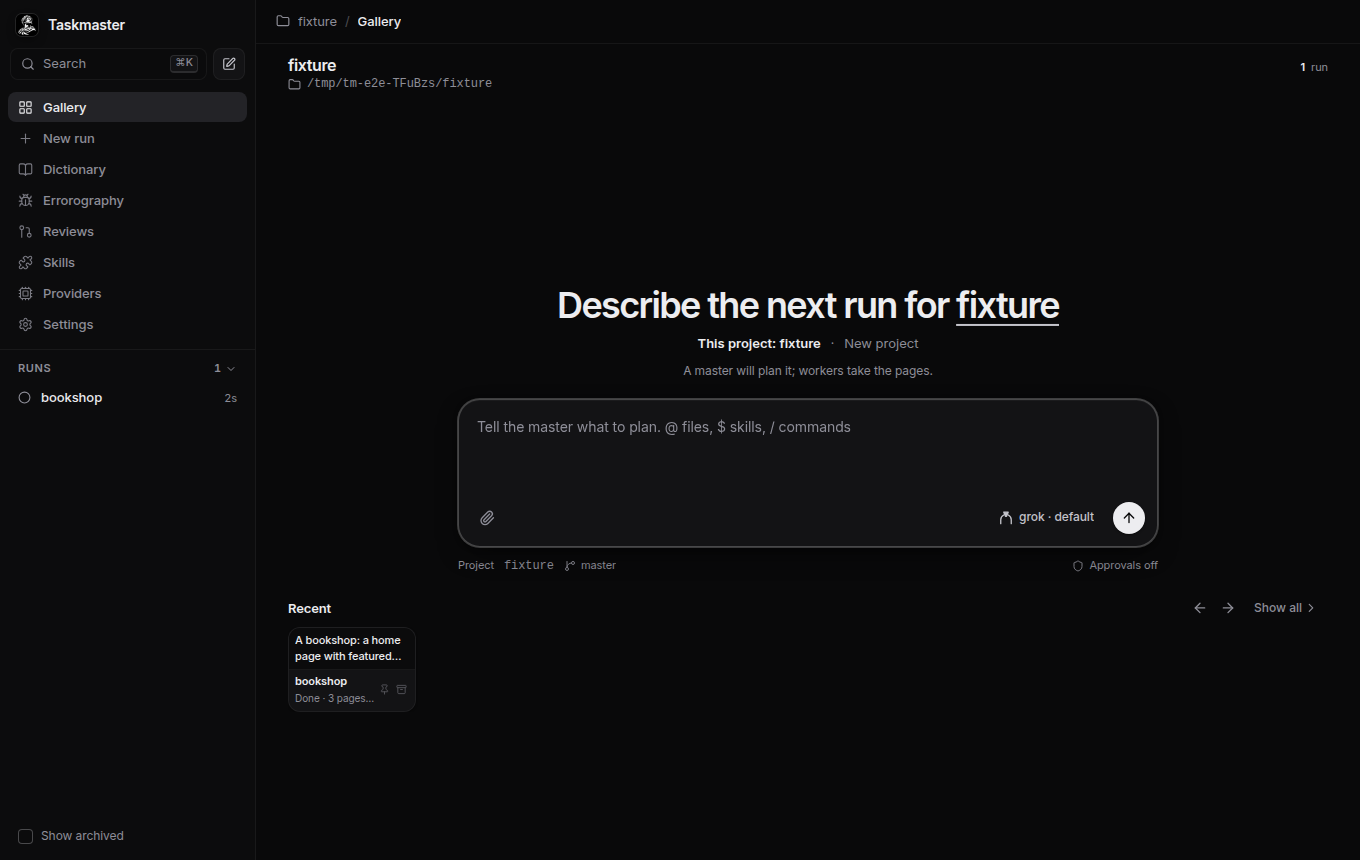 Taskmaster
Search ⌘K
Gallery
New run
Dictionary
Errorography
Reviews
Skills
Providers
Settings
RUNS 1
bookshop 2s
Show archived
fixture / Gallery
fixture
/tmp/tm-e2e-TFuBzs/fixture
1 run
Describe the next run for fixture
This project: fixture · New project
A master will plan it; workers take the pages.
Tell the master what to plan. @ files, $ skills, / commands
grok · default
Project fixture master
Approvals off
Recent
Show all
A bookshop: a home
page with featured...
bookshop
Done · 3 pages...